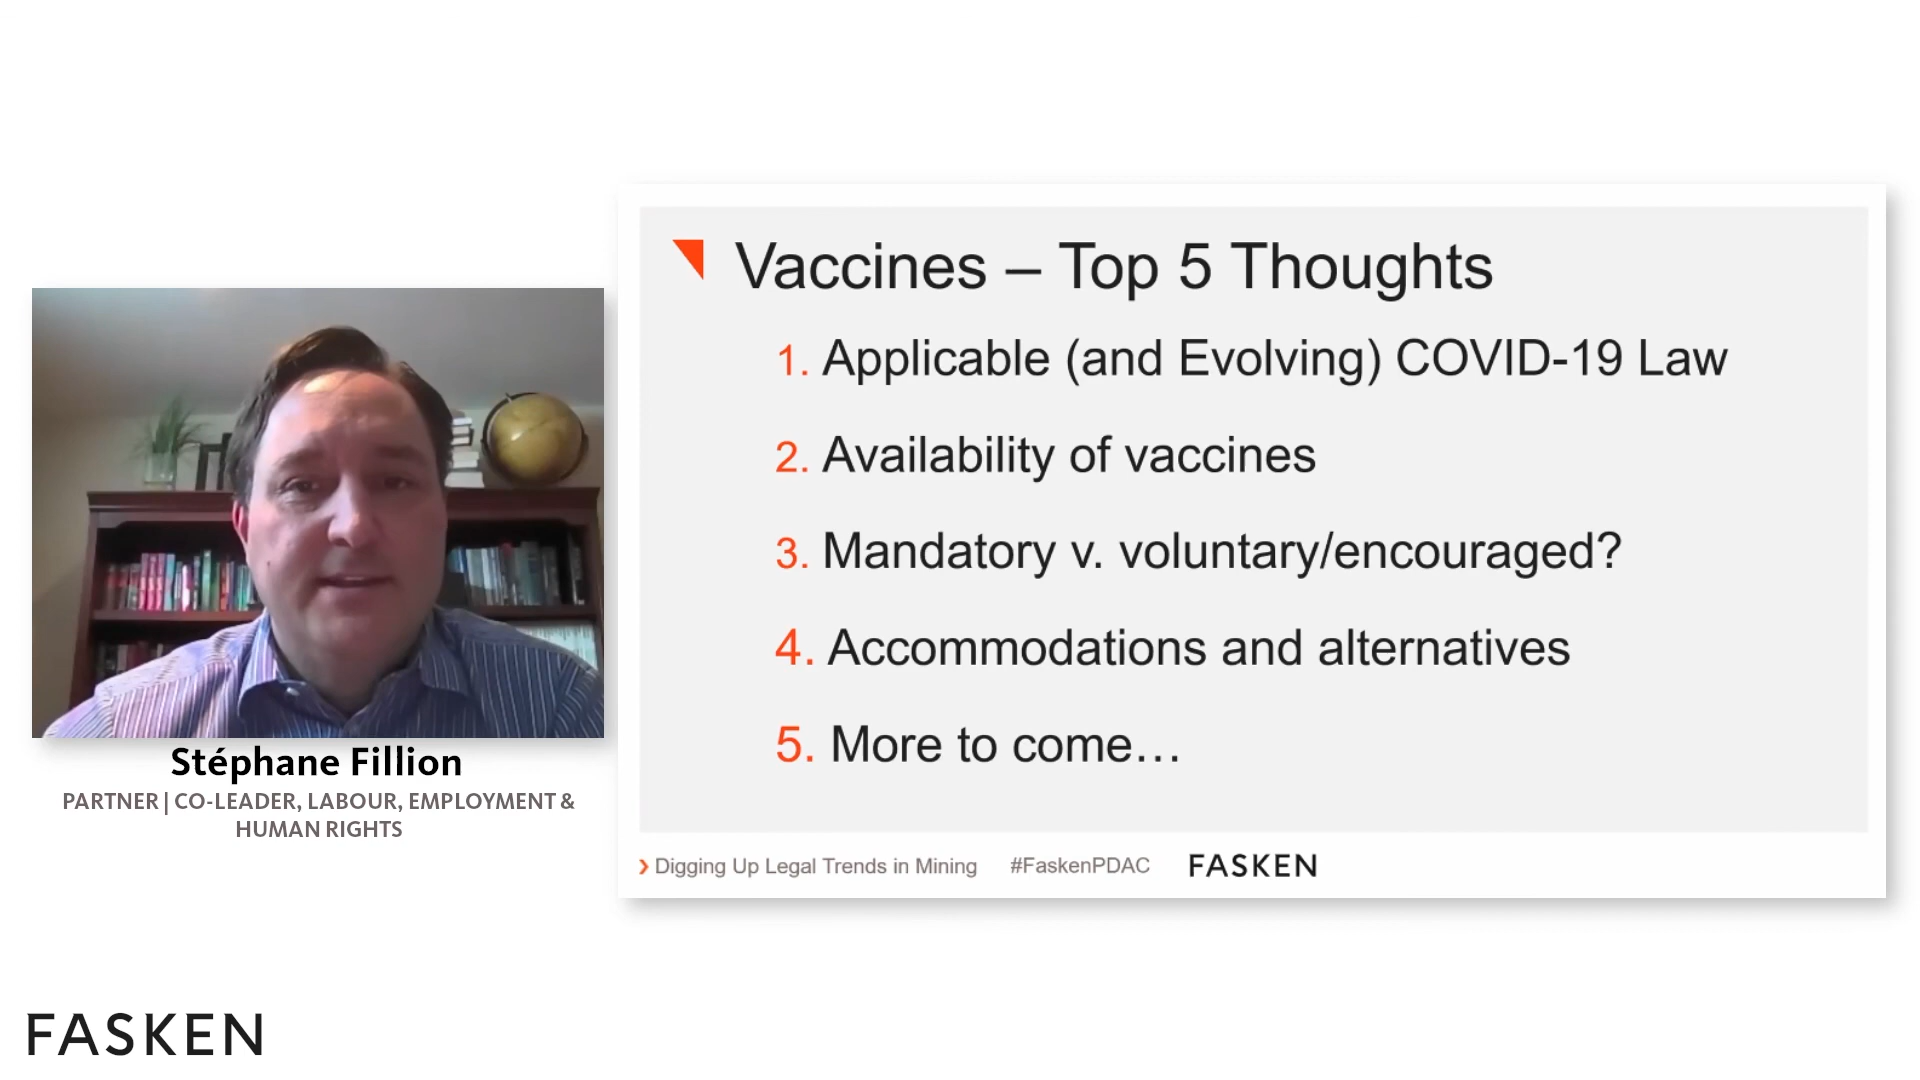 Vaccines – Top 5 Thoughts
1. Applicable (and Evolving) COVID-19 Law
2. Availability of vaccines
3. Mandatory v. voluntary/encouraged?
4. Accommodations and alternatives
5. More to come…
Stéphane Fillion
PARTNER | CO-LEADER, LABOUR, EMPLOYMENT &
HUMAN RIGHTS
› Digging Up Legal Trends in Mining #FaskenPDAC FASKEN
FASKEN